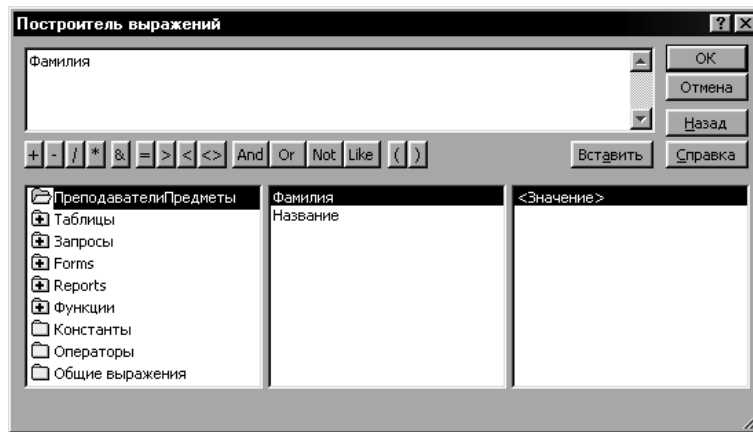 Построитель выражений
Фамилия
ОК
Отмена
Назад
+ - / * & = > < <> And Or Not Like ( ) Вставить Справка
ПреподавателиПредметы
Таблицы
Запросы
Forms
Reports
Функции
Константы
Операторы
Общие выражения
Фамилия
Название
<Значение>